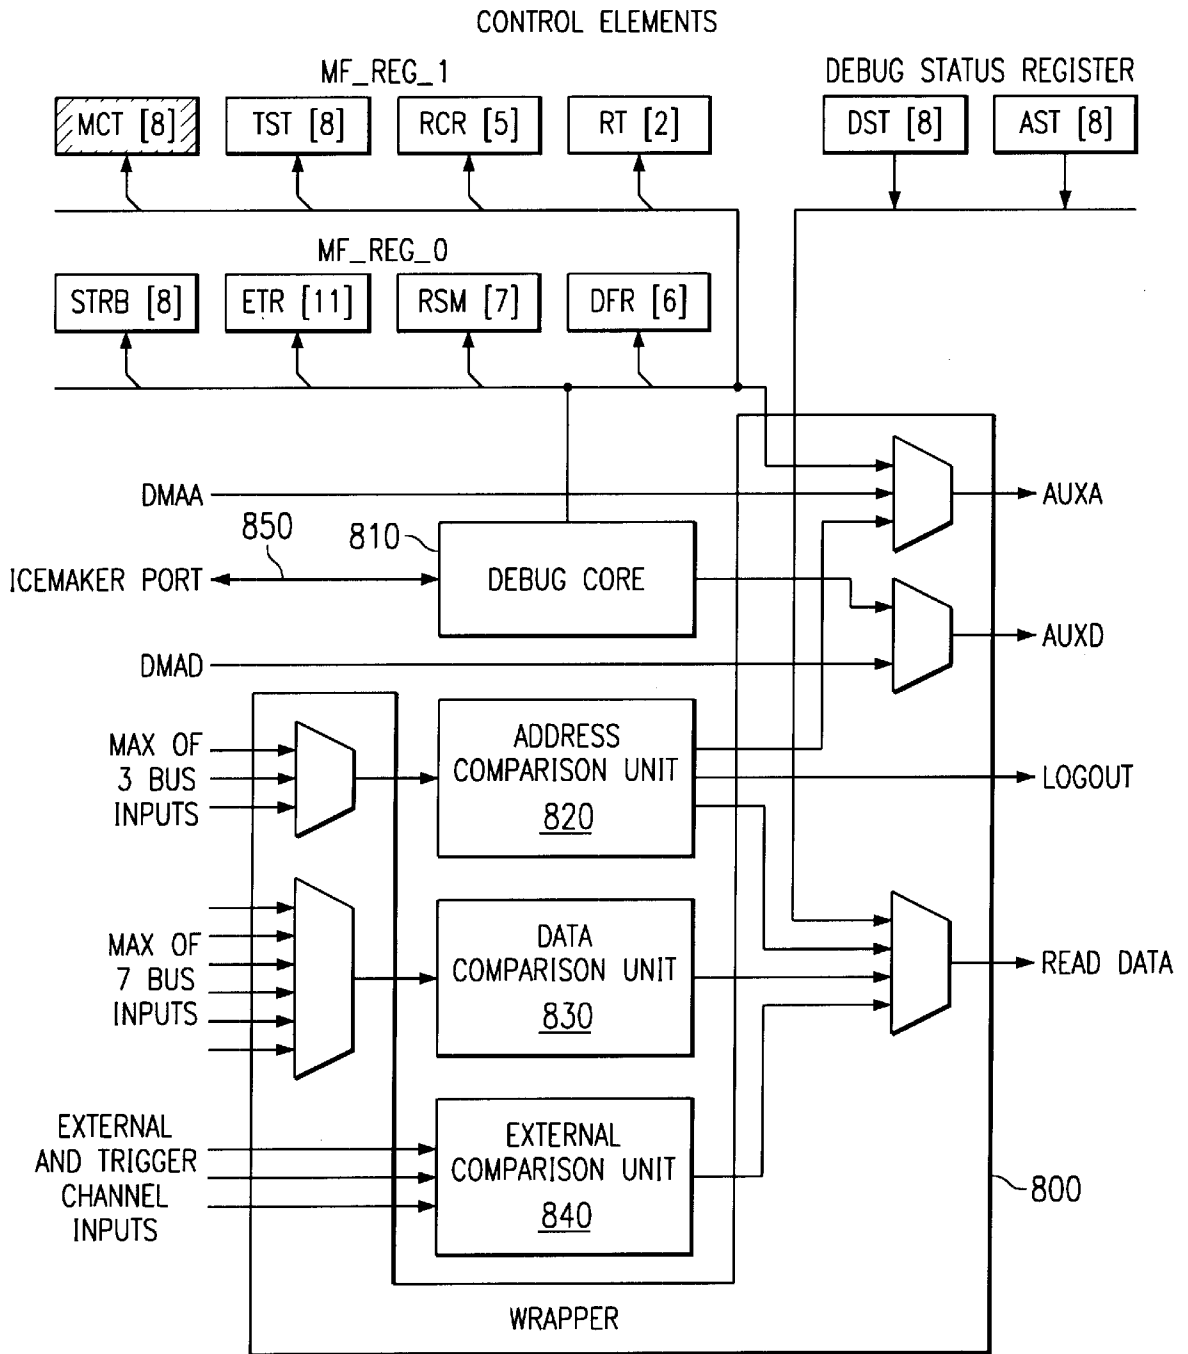 CONTROL ELEMENTS
MF_REG_1
DEBUG STATUS REGISTER
MCT [8]
TST [8]
RCR [5]
RT [2]
DST [8]
AST [8]
MF_REG_0
STRB [8]
ETR [11]
RSM [7]
DFR [6]
DMAA
AUXA
850
810
ICEMAKER PORT
DEBUG CORE
AUXD
DMAD
MAX OF
3 BUS
INPUTS
ADDRESS
COMPARISON UNIT
820
LOGOUT
MAX OF
7 BUS
INPUTS
DATA
COMPARISON UNIT
830
READ DATA
EXTERNAL
AND TRIGGER
CHANNEL
INPUTS
EXTERNAL
COMPARISON UNIT
840
800
WRAPPER